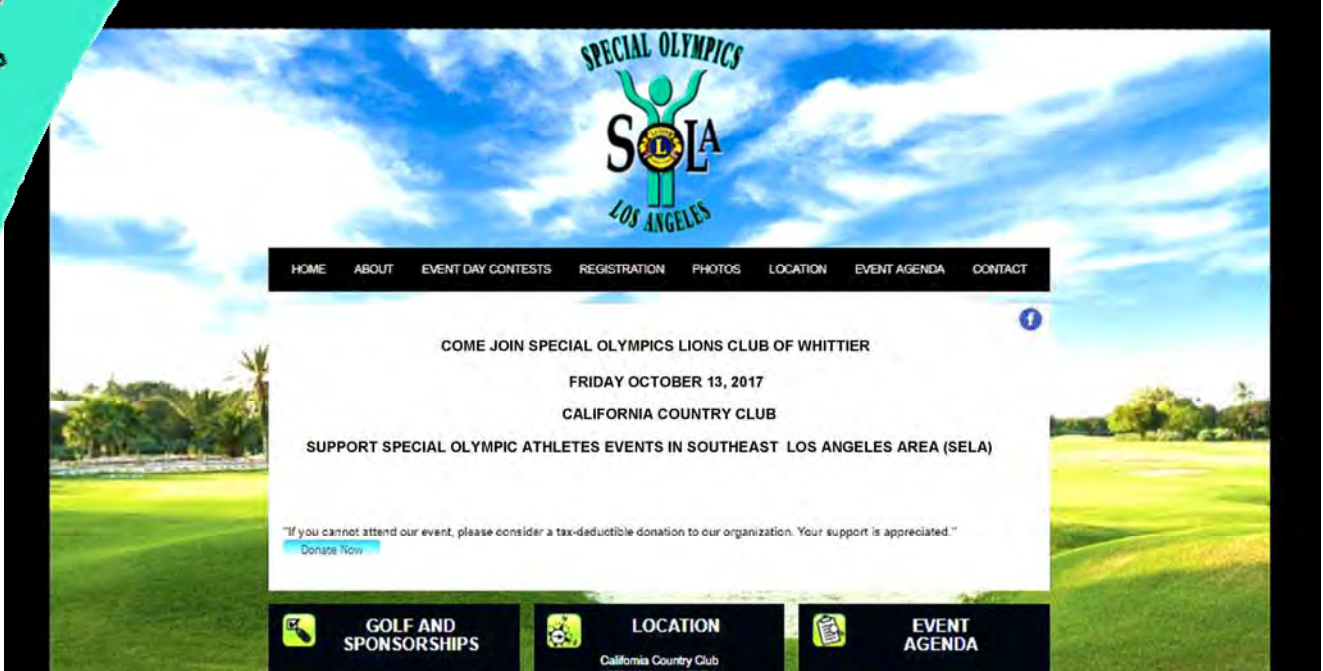 SPECIAL OLYMPICS
SOLA
L
LOS ANGELES
HOME ABOUT EVENT DAY CONTESTS REGISTRATION PHOTOS LOCATION EVENT AGENDA CONTACT
f
COME JOIN SPECIAL OLYMPICS LIONS CLUB OF WHITTIER
FRIDAY OCTOBER 13, 2017
CALIFORNIA COUNTRY CLUB
SUPPORT SPECIAL OLYMPIC ATHLETES EVENTS IN SOUTHEAST LOS ANGELES AREA (SELA)
"If you cannot attend our event, please consider a tax-deductible donation to our organization. Your support is appreciated."
Donate Now
GOLF AND
SPONSORSHIPS
LOCATION
California Country Club
EVENT
AGENDA